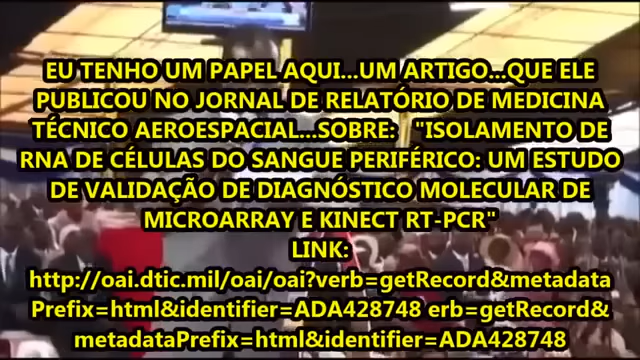 EU TENHO UM PAPEL AQUI...UM ARTIGO...QUE ELE
PUBLICOU NO JORNAL DE RELATÓRIO DE MEDICINA
TÉCNICO AEROESPACIAL...SOBRE: "ISOLAMENTO DE
RNA DE CÉLULAS DO SANGUE PERIFÉRICO: UM ESTUDO
DE VALIDAÇÃO DE DIAGNÓSTICO MOLECULAR DE
MICROARRAY E KINECT RT-PCR"
LINK:
http://oai.dtic.mil/oai/oai?verb=getRecord&metadata
Prefix=html&identifier=ADA428748 erb=getRecord&
metadataPrefix=html&identifier=ADA428748